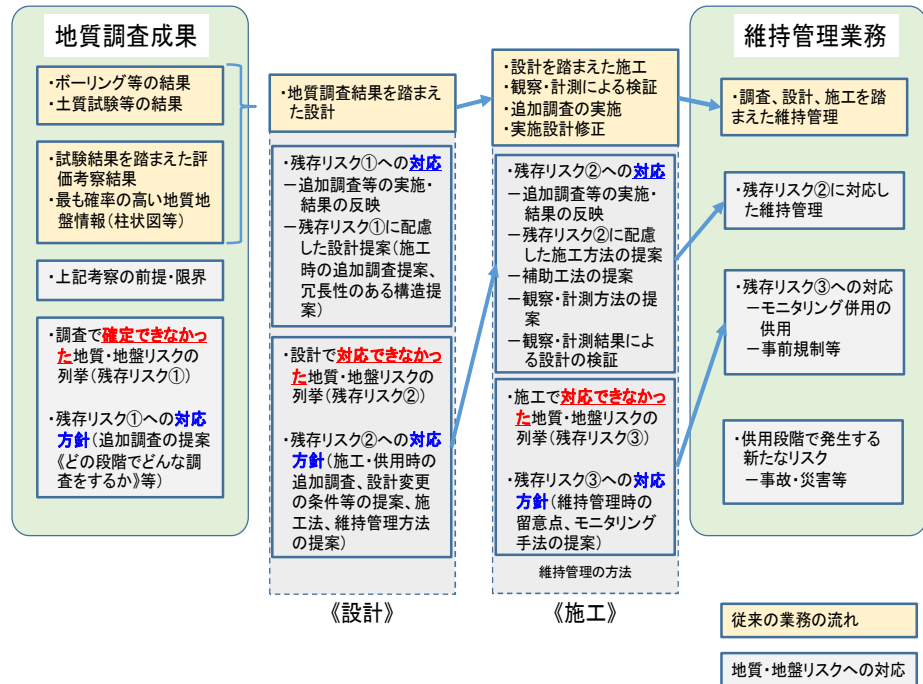 地質調査成果
・ボーリング等の結果
・土質試験等の結果
・試験結果を踏まえた評
価考察結果
・最も確率の高い地質地
盤情報(柱状図等)
・上記考察の前提・限界
・調査で確定できなかっ
た地質・地盤リスクの
列挙(残存リスク①)
・残存リスク①への対応
方針(追加調査の提案
《どの段階でどんな調
査をするか》等)
・地質調査結果を踏まえ
た設計
・残存リスク①への対応
－追加調査等の実施・
結果の反映
－残存リスク①に配慮
した設計提案(施工
時の追加調査提案、
冗長性のある構造提
案)
・設計で対応できなかっ
た地質・地盤リスクの
列挙(残存リスク②)
・残存リスク②への対応
方針(施工・供用時の
追加調査、設計変更
の条件等の提案、施
工法、維持管理方法
の提案)
《設計》
・設計を踏まえた施工
・観察・計測による検証
・追加調査の実施
・実施設計修正
・残存リスク②への対応
－追加調査等の実施・
結果の反映
－残存リスク②に配慮
した施工方法の提案
－補助工法の提案
－観察・計測方法の提
案
－観察・計測結果によ
る設計の検証
・施工で対応できなかっ
た地質・地盤リスクの
列挙(残存リスク③)
・残存リスク③への対応
方針(維持管理時の
留意点、モニタリング
手法の提案)
維持管理の方法
《施工》
維持管理業務
・調査、設計、施工を踏
まえた維持管理
・残存リスク②に対応し
た維持管理
・残存リスク③への対応
－モニタリング併用の
供用
－事前規制等
・供用段階で発生する
新たなリスク
－事故・災害等
従来の業務の流れ
地質・地盤リスクへの対応